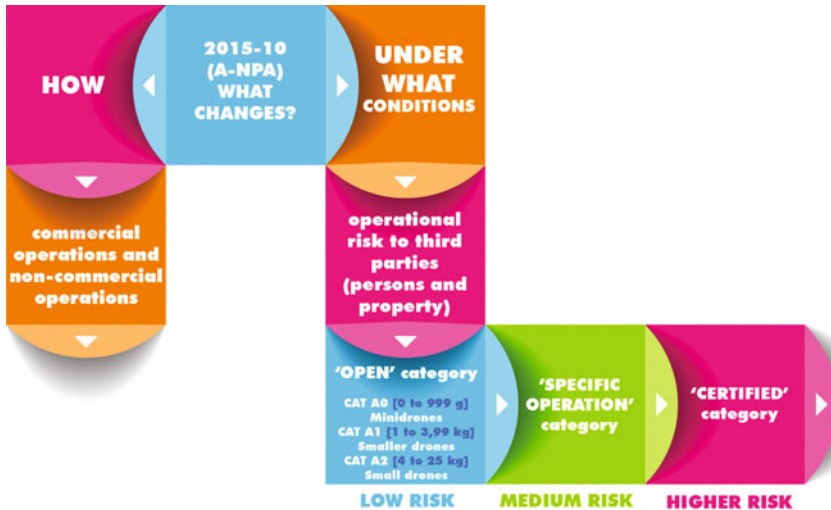 HOW
2015-10
(A-NPA)
WHAT
CHANGES?
UNDER
WHAT
CONDITIONS
commercial
operations and
non-commercial
operations
operational
risk to third
parties
(persons and
property)
'OPEN' category
CAT A0 [0 to 999 g]
Minidrones
CAT A1 [1 to 3,99 kg]
Smaller drones
CAT A2 [4 to 25 kg]
Small drones
'SPECIFIC
OPERATION'
category
'CERTIFIED'
category
LOW RISK
MEDIUM RISK
HIGHER RISK